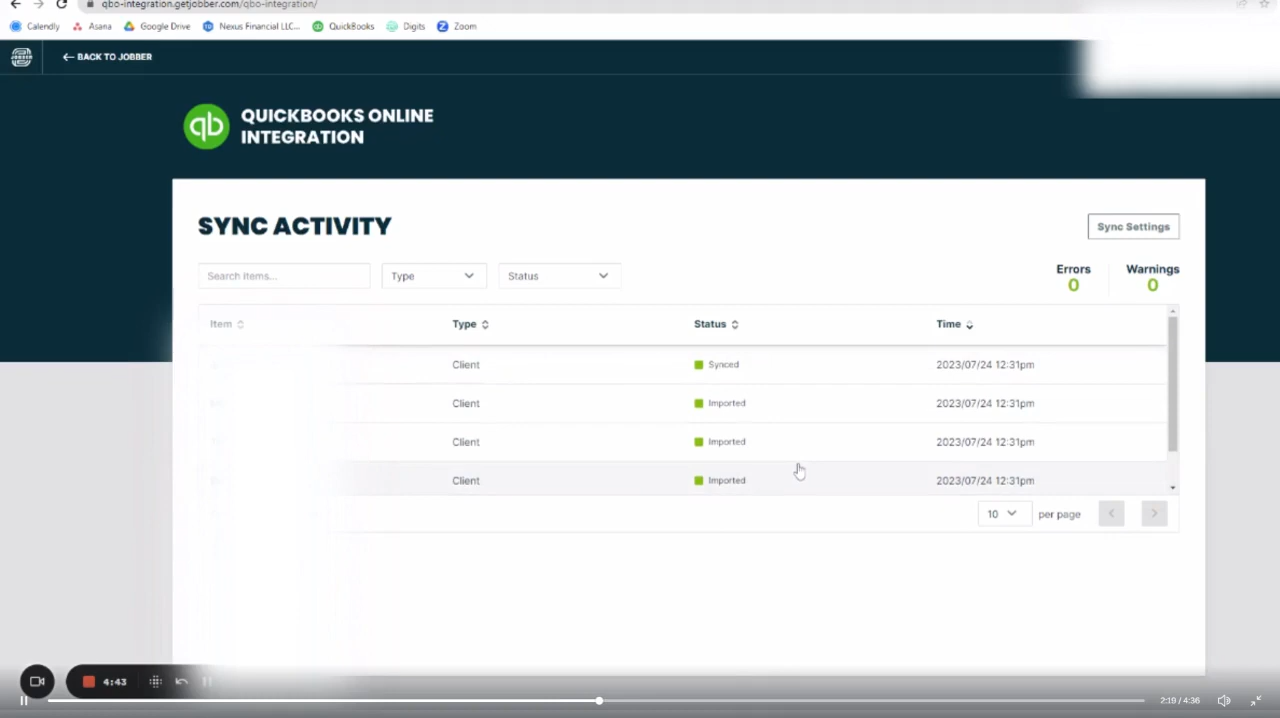 qbo-integration.getjobber.com/qbo-integration/
Calendly Asana Google Drive Nexus Financial LLC... QuickBooks Digits Zoom
JOBBER ← BACK TO JOBBER
qb QUICKBOOKS ONLINE
INTEGRATION
SYNC ACTIVITY
Sync Settings
Search items... Type Status
Errors Warnings
0 0
Item Type Status Time
Client Synced 2023/07/24 12:31pm
Client Imported 2023/07/24 12:31pm
Client Imported 2023/07/24 12:31pm
Client Imported 2023/07/24 12:31pm
10 per page
4:43
2:19 / 4:36